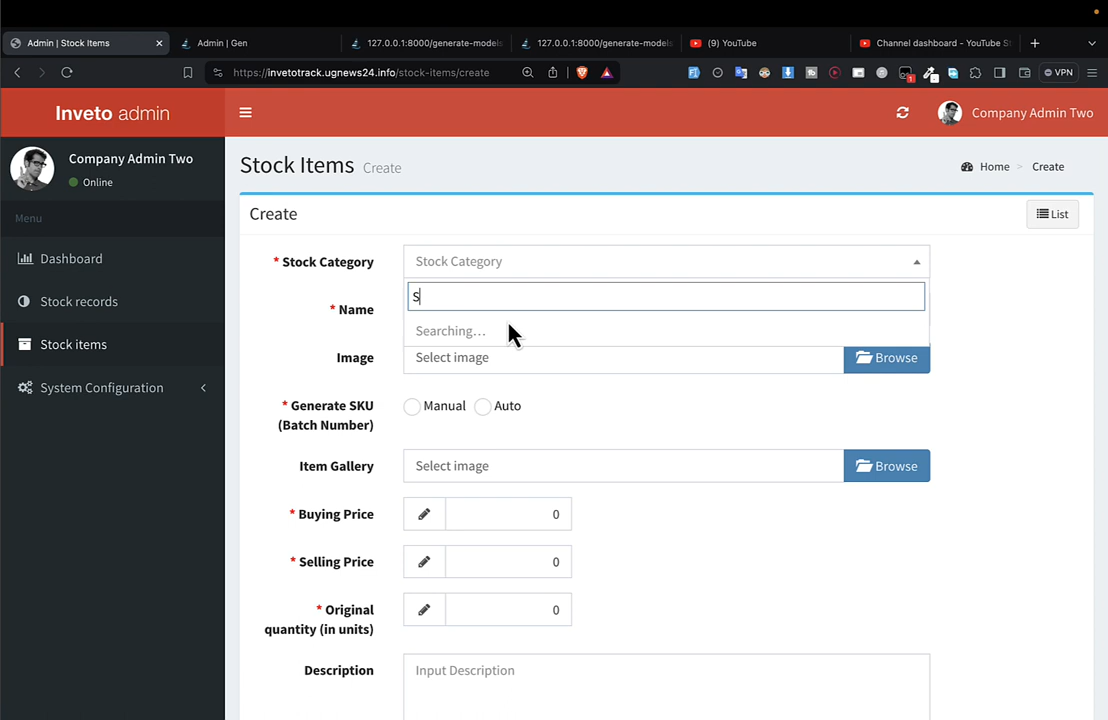 Admin | Stock Items
Admin | Gen
127.0.0.1:8000/generate-models
127.0.0.1:8000/generate-models
(9) YouTube
Channel dashboard - YouTube St
https://invetotrack.ugnews24.info/stock-items/create
1
VPN
Inveto admin
Company Admin Two
Company Admin Two
Online
Stock Items Create
Home > Create
Menu
Dashboard
Stock records
Stock items
System Configuration
Create
List
* Stock Category
Stock Category
S
Searching…
* Name
Image
Select image
Browse
* Generate SKU
(Batch Number)
Manual Auto
Item Gallery
Select image
Browse
* Buying Price
0
* Selling Price
0
* Original
quantity (in units)
0
Description
Input Description